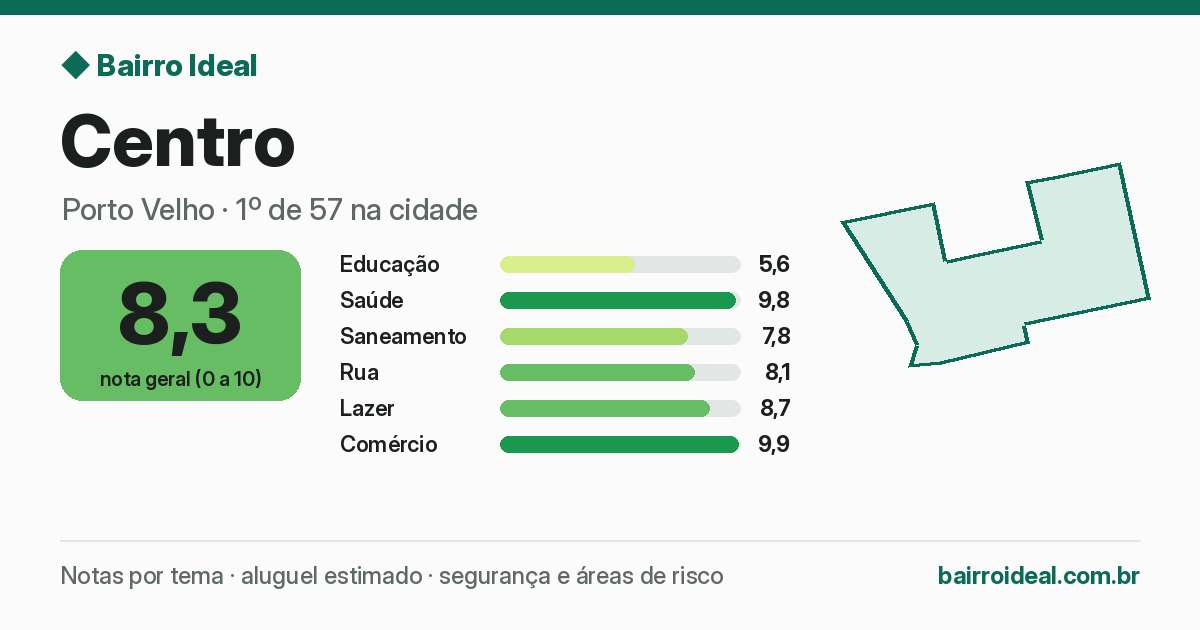 Bairro Ideal
Centro
Porto Velho · 1º de 57 na cidade
8,3
nota geral (0 a 10)
Educação 5,6
Saúde 9,8
Saneamento 7,8
Rua 8,1
Lazer 8,7
Comércio 9,9
Notas por tema · aluguel estimado · segurança e áreas de risco
bairroideal.com.br